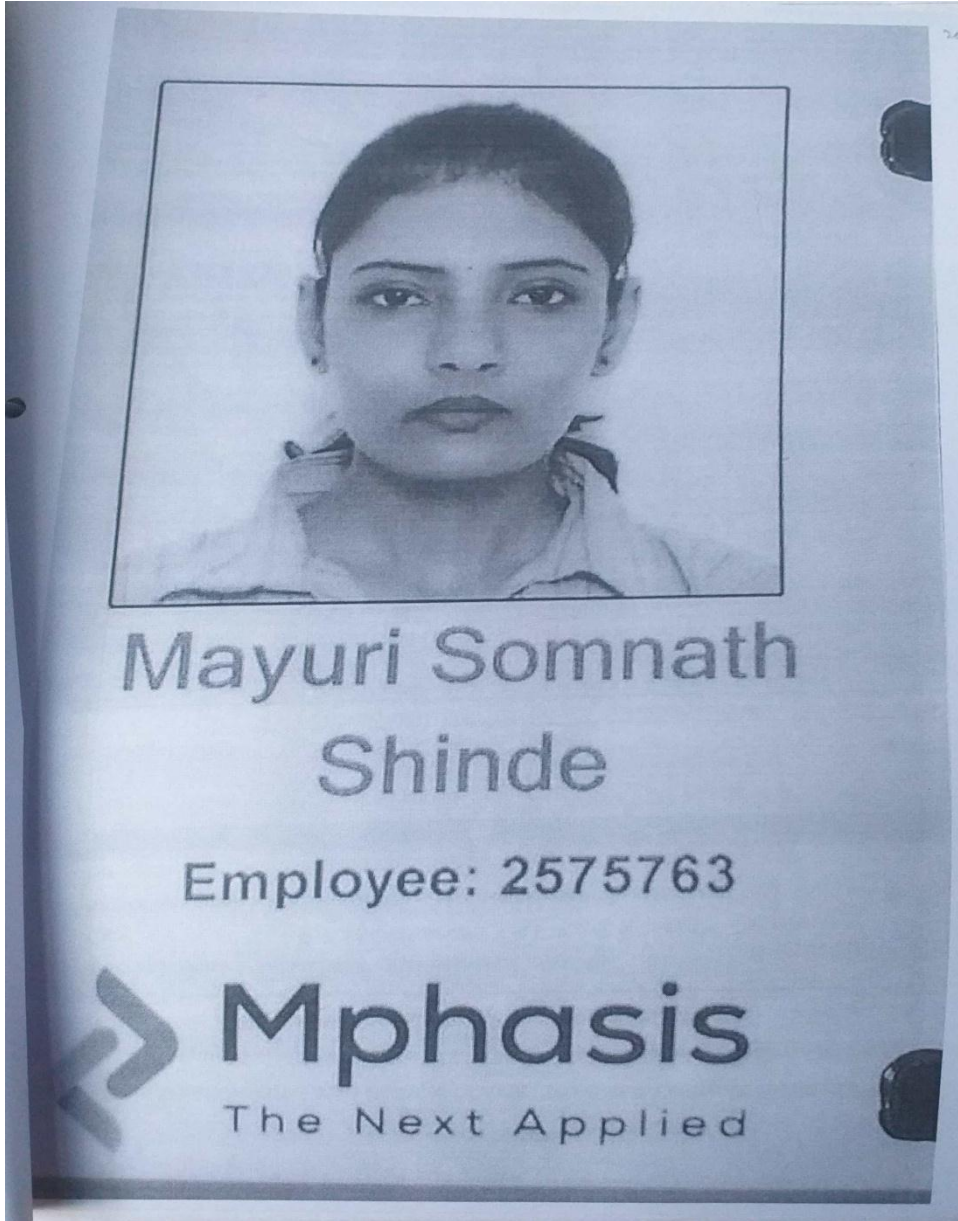 Mayuri Somnath
Shinde
Employee: 2575763
Mphasis
The Next Applied